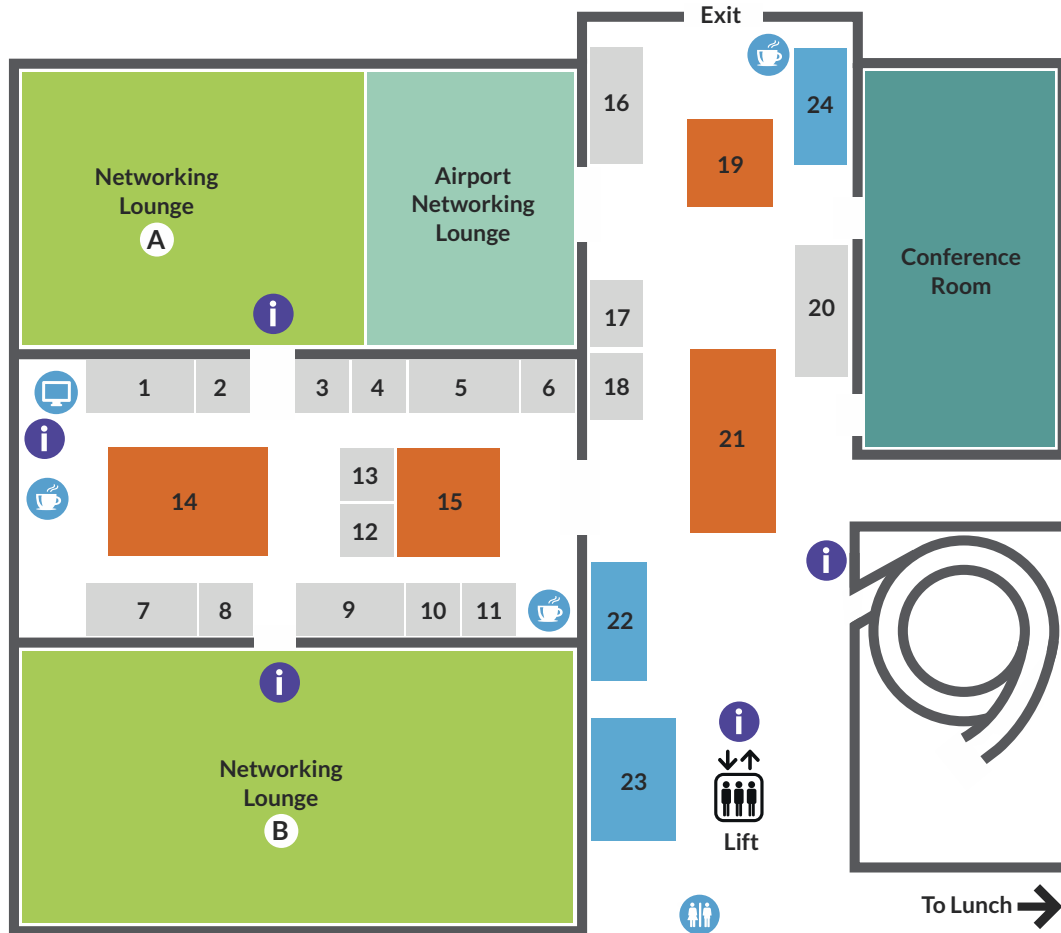 Exit
16
24
19
Networking
Lounge
A
Airport
Networking
Lounge
Conference
Room
i
17
20
1
2
3
4
5
6
18
i
21
13
14
15
12
i
7
8
9
10
11
22
i
i
Networking
Lounge
B
23
Lift
To Lunch